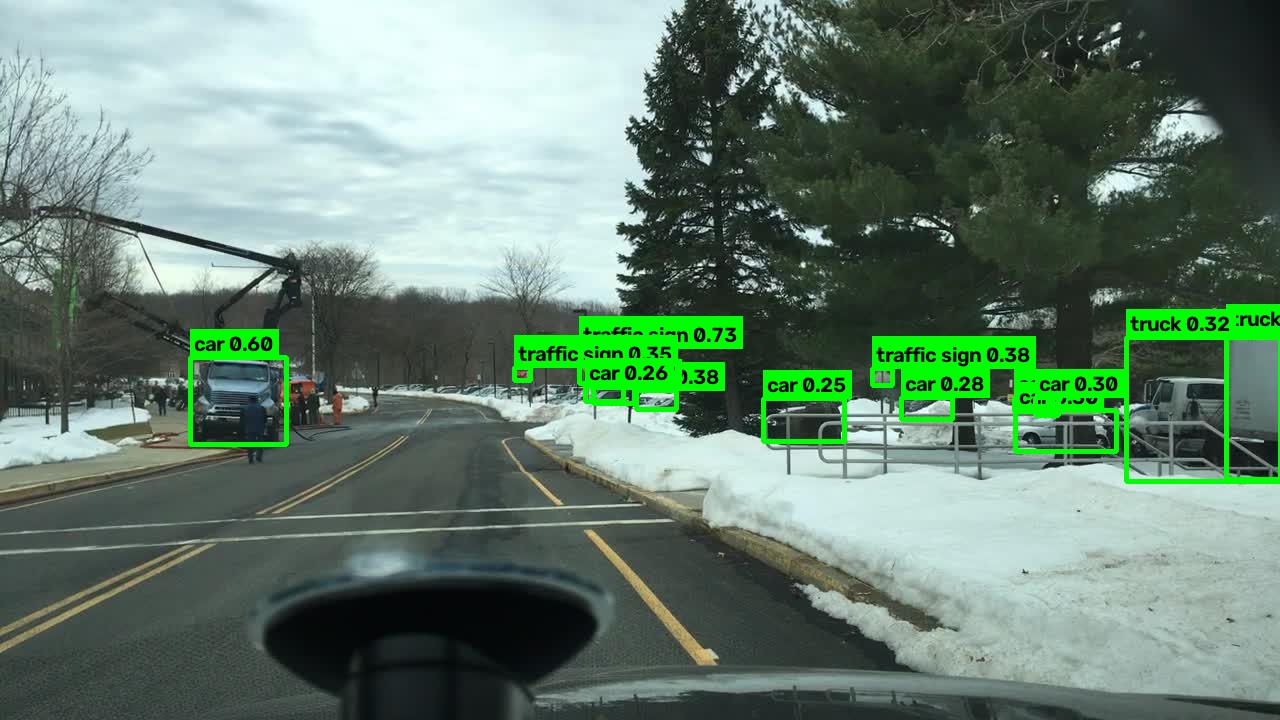 car 0.60
traffic sign 0.73
traffic sign 0.35
car 0.26
0.38
car 0.25
traffic sign 0.38
car 0.28
car 0.30
truck 0.32
truck